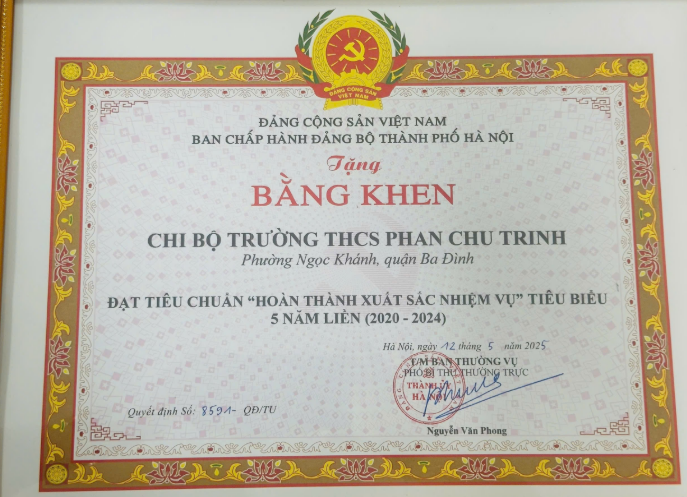 ĐẢNG CỘNG SẢN
VIỆT NAM
ĐẢNG CỘNG SẢN VIỆT NAM
BAN CHẤP HÀNH ĐẢNG BỘ THÀNH PHỐ HÀ NỘI
Tặng
BẰNG KHEN
CHI BỘ TRƯỜNG THCS PHAN CHU TRINH
Phường Ngọc Khánh, quận Ba Đình
ĐẠT TIÊU CHUẨN “HOÀN THÀNH XUẤT SẮC NHIỆM VỤ” TIÊU BIỂU
5 NĂM LIỀN (2020 - 2024)
Hà Nội, ngày 12 tháng 5 năm 2025
T/M BAN THƯỜNG VỤ
PHÓ BÍ THƯ THƯỜNG TRỰC
THÀNH ỦY
HÀ NỘI
Quyết định Số: 8591- QĐ/TU
Nguyễn Văn Phong